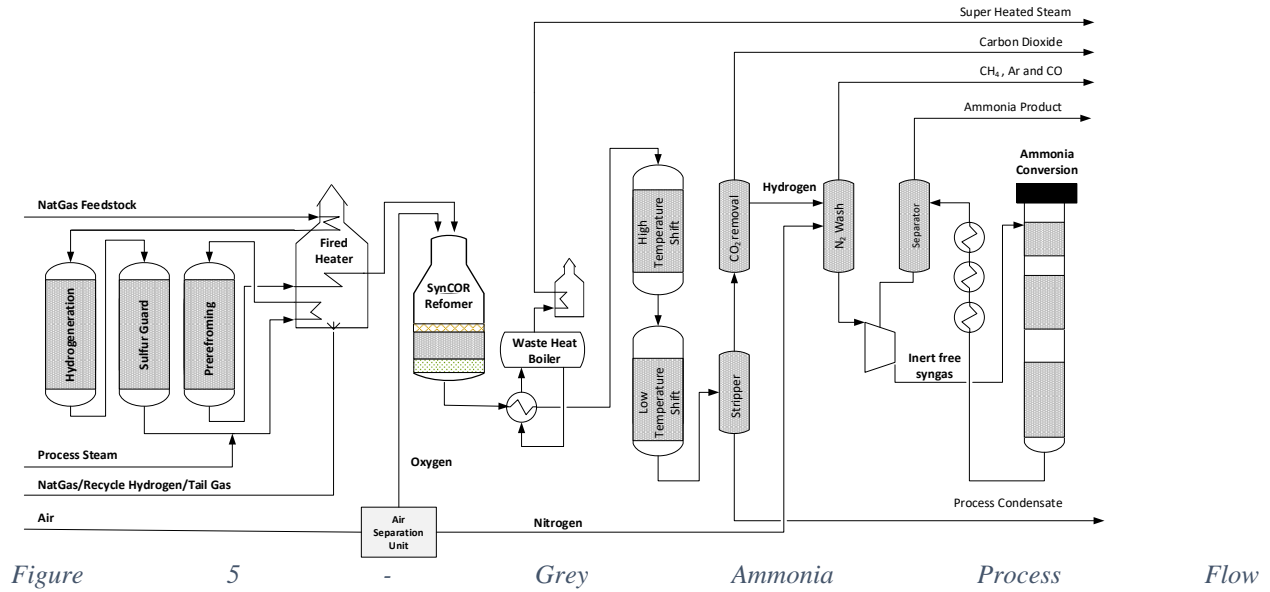 Super Heated Steam
Carbon Dioxide
CH₄ , Ar and CO
Ammonia Product
Ammonia
Conversion
NatGas Feedstock
Fired
Heater
Hydrogeneration
Sulfur Guard
Prerefroming
SynCOR
Refomer
Waste Heat
Boiler
High
Temperature
Shift
Low
Temperature
Shift
CO₂ removal
Stripper
Hydrogen
N₂ Wash
Separator
Inert free
syngas
Process Steam
NatGas/Recycle Hydrogen/Tail Gas
Air
Oxygen
Air
Separation
Unit
Nitrogen
Process Condensate
Figure 5 - Grey Ammonia Process Flow